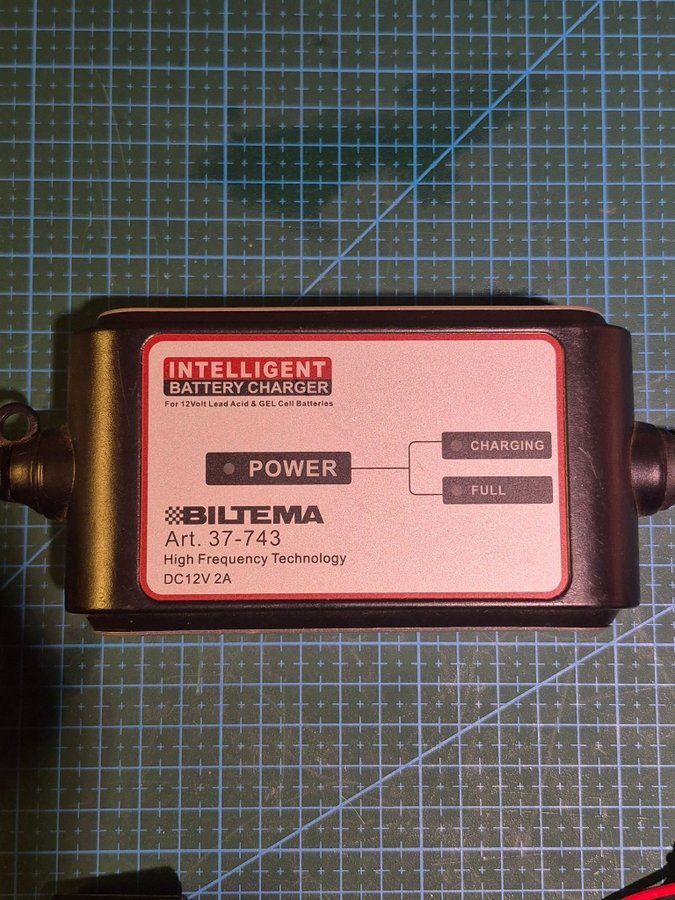 INTELLIGENT
BATTERY CHARGER
For 12Volt Lead Acid & GEL Cell Batteries
POWER
CHARGING
FULL
BILTEMA
Art. 37-743
High Frequency Technology
DC12V 2A